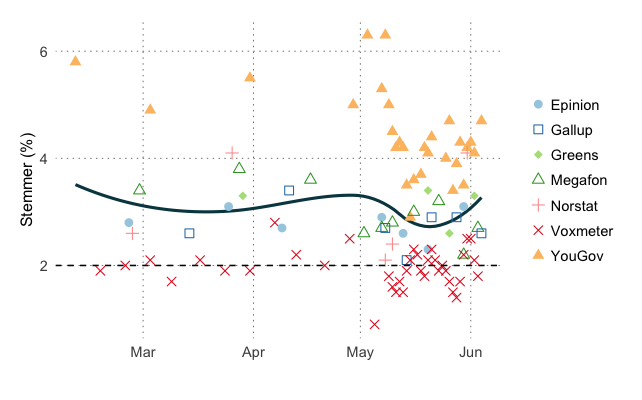 Stemmer (%)
6
4
2
Mar Apr May Jun
Epinion
Gallup
Greens
Megafon
Norstat
Voxmeter
YouGov